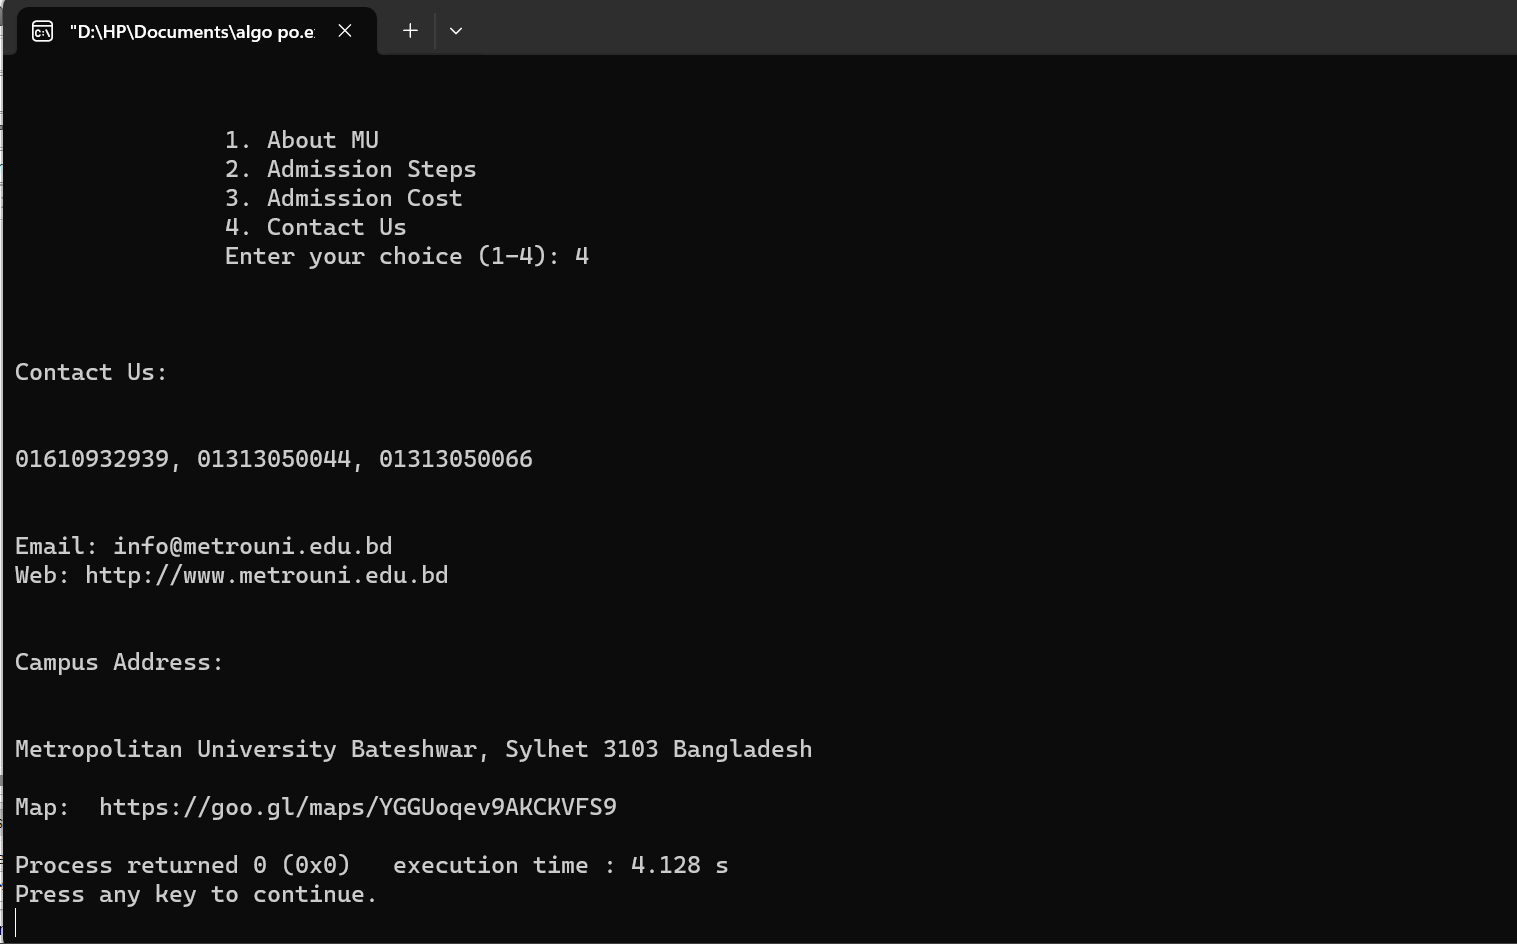 "D:\HP\Documents\algo po.e
1. About MU
2. Admission Steps
3. Admission Cost
4. Contact Us
Enter your choice (1-4): 4
Contact Us:
01610932939, 01313050044, 01313050066
Email: info@metrouni.edu.bd
Web: http://www.metrouni.edu.bd
Campus Address:
Metropolitan University Bateshwar, Sylhet 3103 Bangladesh
Map:  https://goo.gl/maps/YGGUoqev9AKCKVFS9
Process returned 0 (0x0)   execution time : 4.128 s
Press any key to continue.